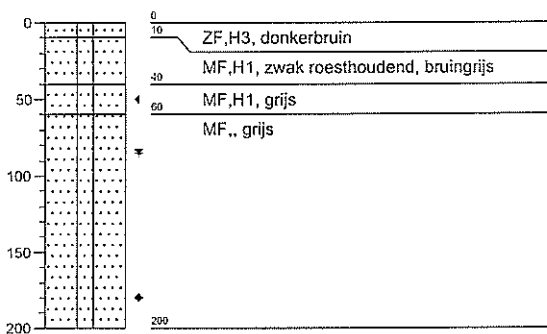 0
0
10
ZF,H3, donkerbruin
MF,H1, zwak roesthoudend, bruingrijs
40
50
MF,H1, grijs
60
MF,, grijs
100
150
200
200